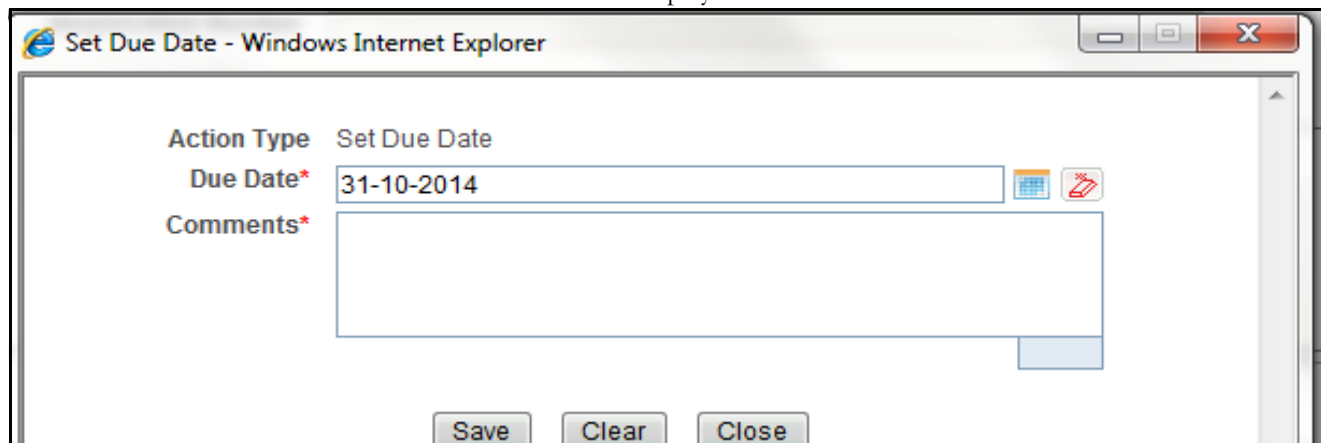 Set Due Date - Windows Internet Explorer
Action Type Set Due Date
Due Date* 31-10-2014
Comments*
Save Clear Close